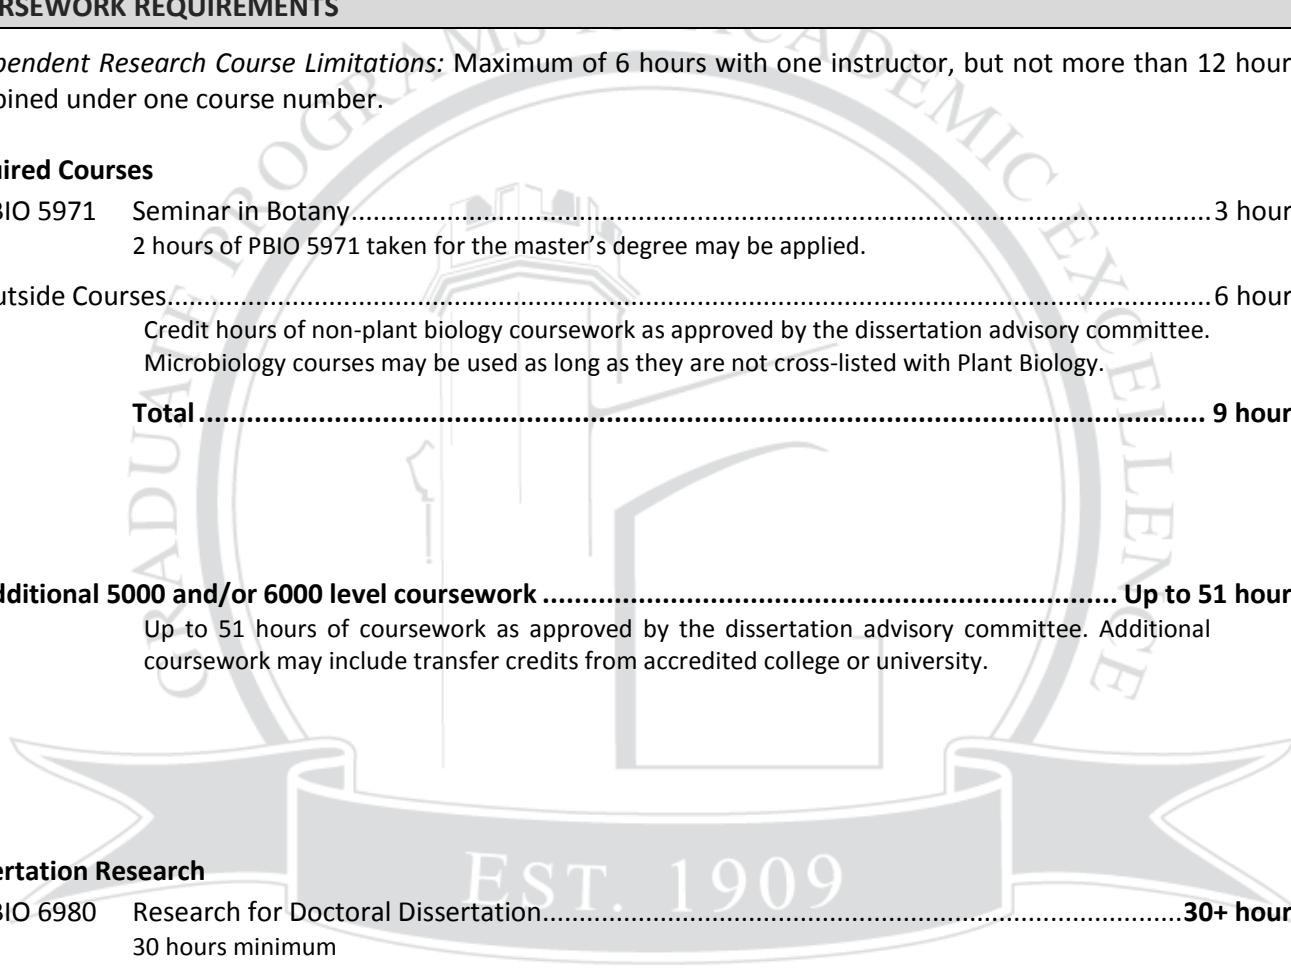 RSEWORK REQUIREMENTS
pendent Research Course Limitations: Maximum of 6 hours with one instructor, but not more than 12 hour
bined under one course number.
uired Courses
BIO 5971 Seminar in Botany........................................3 hour
2 hours of PBIO 5971 taken for the master’s degree may be applied.
utside Courses........................................6 hour
Credit hours of non-plant biology coursework as approved by the dissertation advisory committee.
Microbiology courses may be used as long as they are not cross-listed with Plant Biology.
Total........................................ 9 hour
dditional 5000 and/or 6000 level coursework........................................ Up to 51 hour
Up to 51 hours of coursework as approved by the dissertation advisory committee. Additional
coursework may include transfer credits from accredited college or university.
ertation Research
BIO 6980 Research for Doctoral Dissertation........................................30+ hour
30 hours minimum
GRADUATE PROGRAMS ACADEMIC EXCELLENCE
EST. 1909